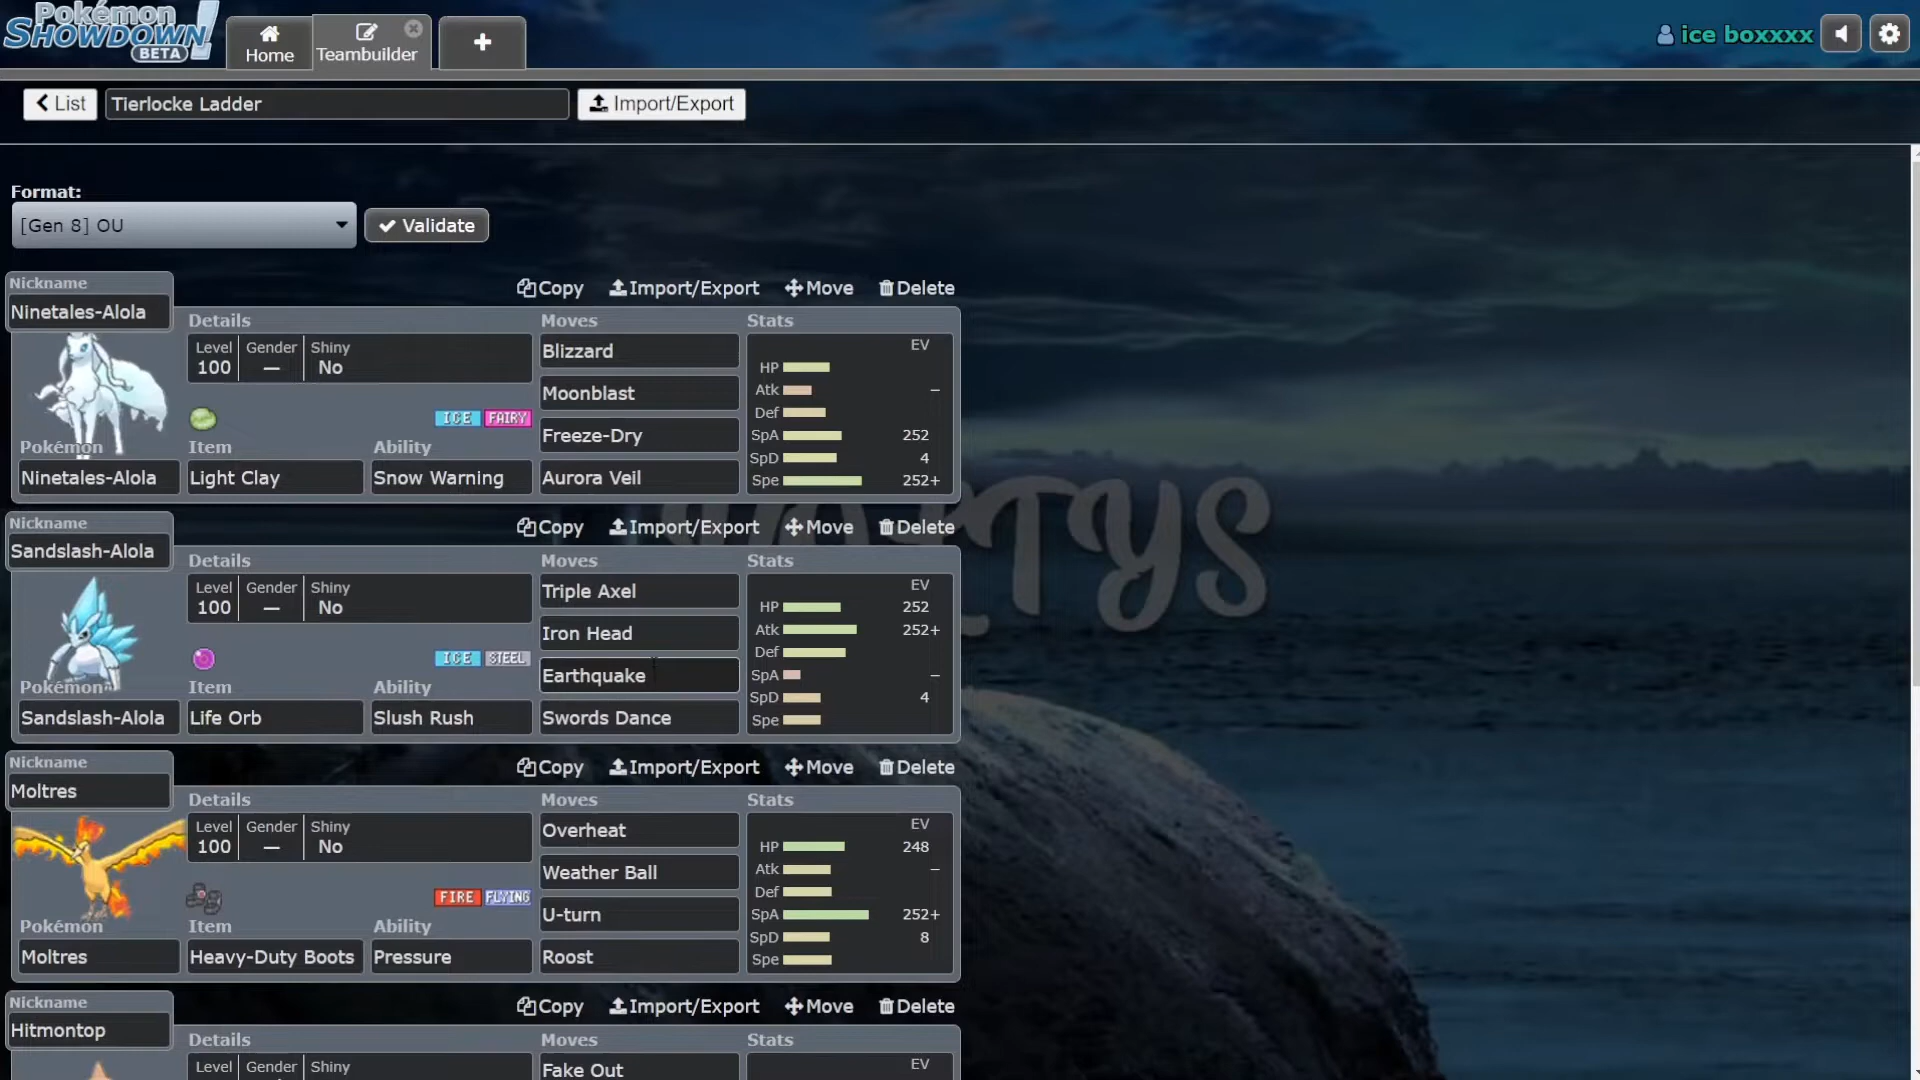 Pokémon
SHOWDOWN!
BETA
Home
Teambuilder
+
ice boxxxx
List
Tierlocke Ladder
Import/Export
Format:
[Gen 8] OU
Validate
Copy Import/Export Move Delete
Nickname
Ninetales-Alola
Details Moves Stats
Level Gender Shiny
100 — No
Blizzard
Moonblast
Freeze-Dry
Aurora Veil
EV
HP
Atk –
Def
SpA 252
SpD 4
Spe 252+
ICE FAIRY
Pokémon Item Ability
Ninetales-Alola Light Clay Snow Warning
Copy Import/Export Move Delete
Nickname
Sandslash-Alola
Details Moves Stats
Level Gender Shiny
100 — No
Triple Axel
Iron Head
Earthquake
Swords Dance
EV
HP 252
Atk 252+
Def
SpA –
SpD 4
Spe
ICE STEEL
Pokémon Item Ability
Sandslash-Alola Life Orb Slush Rush
Copy Import/Export Move Delete
Nickname
Moltres
Details Moves Stats
Level Gender Shiny
100 — No
Overheat
Weather Ball
U-turn
Roost
EV
HP 248
Atk –
Def
SpA 252+
SpD 8
Spe
FIRE FLYING
Pokémon Item Ability
Moltres Heavy-Duty Boots Pressure
Copy Import/Export Move Delete
Nickname
Hitmontop
Details Moves Stats
Level Gender Shiny
Fake Out
EV